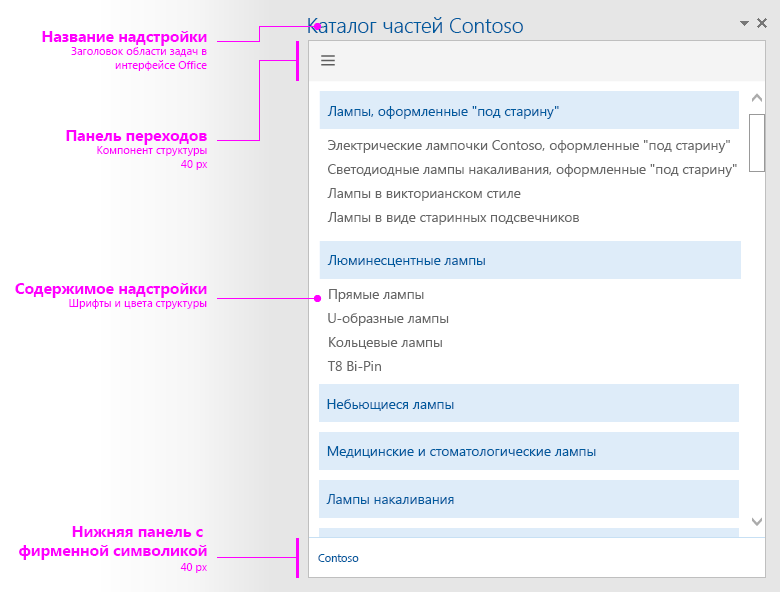 Каталог частей Contoso
Название надстройки
Заголовок области задач в
интерфейсе Office
Панель переходов
Компонент структуры
40 px
Содержимое надстройки
Шрифты и цвета структуры
Нижняя панель с
фирменной символикой
40 px
Лампы, оформленные "под старину"
Электрические лампочки Contoso, оформленные "под старину"
Светодиодные лампы накаливания, оформленные "под старину"
Лампы в викторианском стиле
Лампы в виде старинных подсвечников
Люминесцентные лампы
Прямые лампы
U-образные лампы
Кольцевые лампы
T8 Bi-Pin
Небьющиеся лампы
Медицинские и стоматологические лампы
Лампы накаливания
Contoso